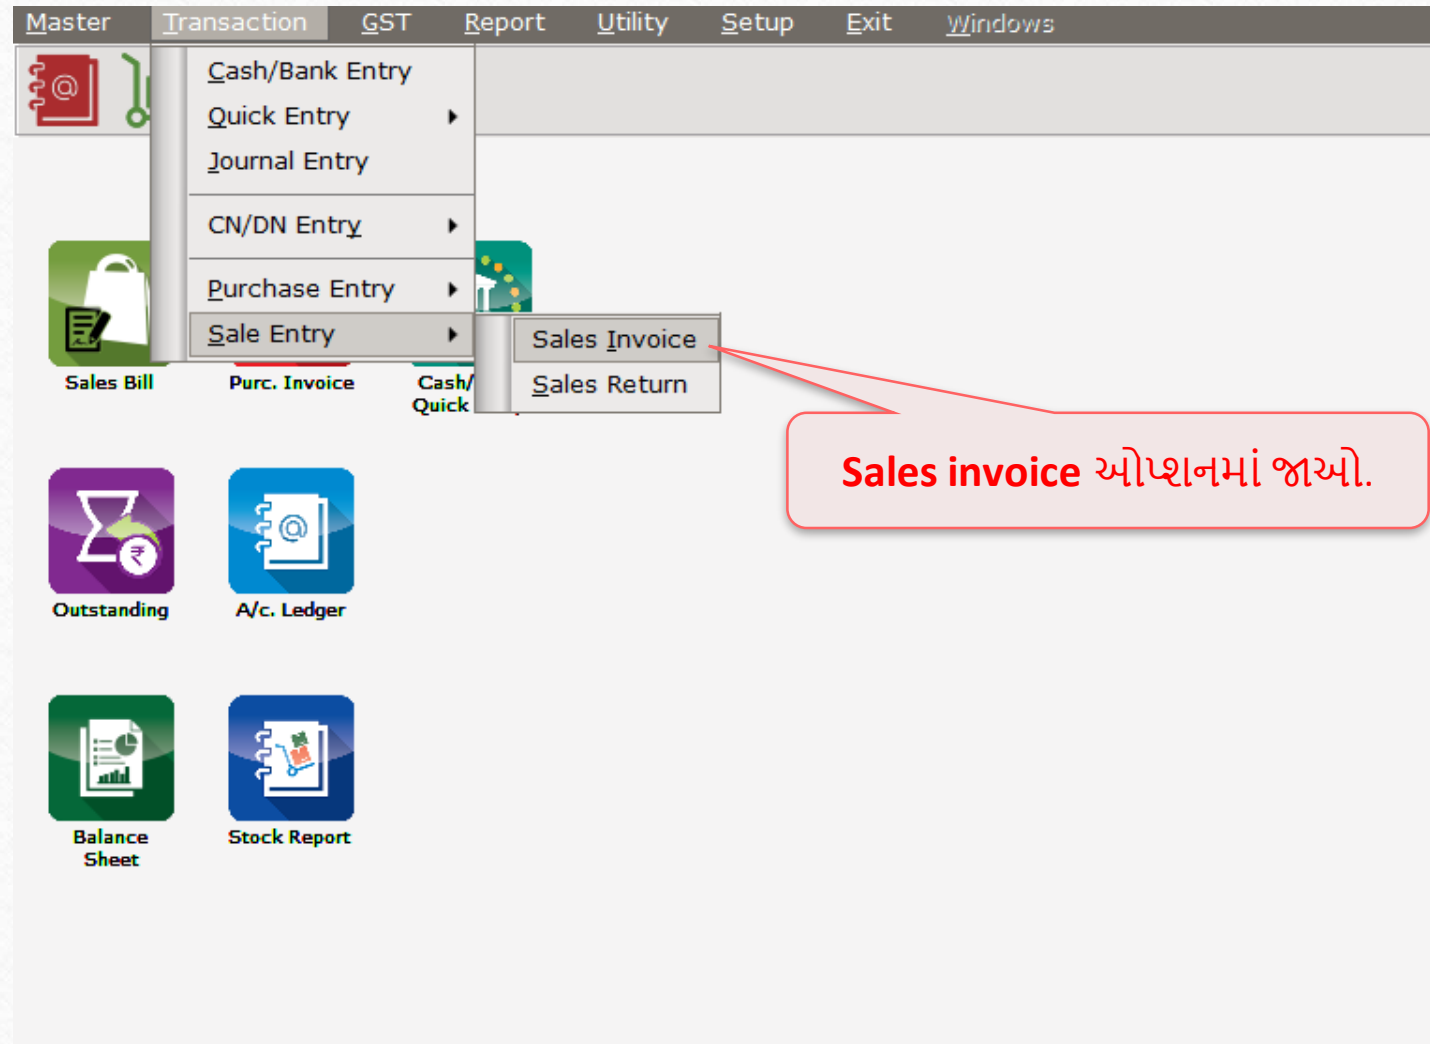 Master Transaction GST Report Utility Setup Exit Windows
Cash/Bank Entry
Quick Entry
Journal Entry
CN/DN Entry
Purchase Entry
Sale Entry
Sales Invoice
Sales Return
Sales Bill
Purc. Invoice
Cash/
Quick
Sales invoice ઓપ્શનમાં જાઓ.
Outstanding
A/c. Ledger
Balance
Sheet
Stock Report